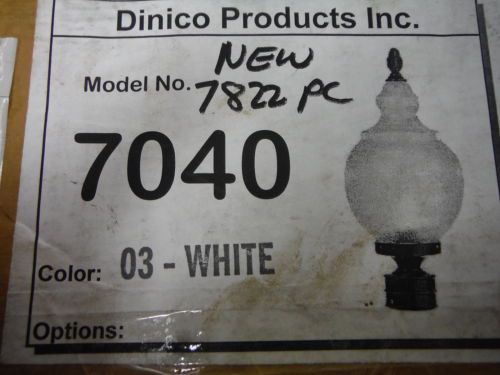 Dinico Products Inc.
NEW
Model No. 7822 PC
7040
Color: 03 - WHITE
Options: